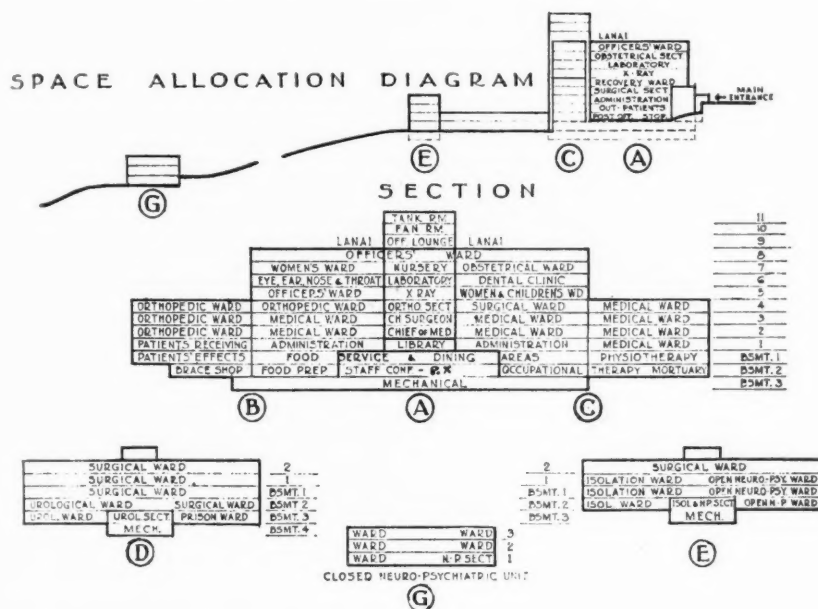 SPACE ALLOCATION DIAGRAM
LANAI
OFFICERS' WARD
OBSTETRICAL SECT
LABORATORY
X-RAY
RECOVERY WARD
SURGICAL SECT
ADMINISTRATION
OUT-PATIENTS
MAIN
ENTRANCE
E
C
A
G
SECTION
TANK RM 11
FAN RM 10
LANAI OFF LOUNGE LANAI 9
OFFICERS' WARD 8
WOMEN'S WARD NURSERY OBSTETRICAL WARD 7
EYE, EAR, NOSE & THROAT LABORATORY DENTAL CLINIC 6
OFFICERS' WARD X RAY WOMEN & CHILDRENS WD 5
ORTHOPEDIC WARD ORTHOPEDIC WARD ORTHO SECT SURGICAL WARD MEDICAL WARD 4
ORTHOPEDIC WARD MEDICAL WARD CH SURGEON MEDICAL WARD MEDICAL WARD 3
ORTHOPEDIC WARD MEDICAL WARD CHIEF OF MED MEDICAL WARD MEDICAL WARD 2
PATIENTS RECEIVING ADMINISTRATION LIBRARY ADMINISTRATION MEDICAL WARD 1
PATIENTS' EFFECTS FOOD SERVICE & DINING AREAS PHYSIOTHERAPY BSMT. 1
BRACE SHOP FOOD PREP STAFF CONF - P.X OCCUPATIONAL THERAPY MORTUARY BSMT. 2
MECHANICAL BSMT. 3
B
A
C
SURGICAL WARD 2
SURGICAL WARD 1
SURGICAL WARD BSMT. 1
UROLOGICAL WARD SURGICAL WARD BSMT 2
UROL. WARD UROL SECT PRISON WARD BSMT. 3
MECH. BSMT. 4
D
2 SURGICAL WARD
1 ISOLATION WARD OPEN NEURO-PSY. WARD
BSMT. 1 ISOLATION WARD OPEN NEURO-PSY WARD
BSMT. 2 ISOL WARD ISOL & N P SECT OPEN N-P WARD
BSMT. 3 MECH.
E
WARD WARD 3
WARD WARD 2
WARD N-P SECT 1
CLOSED NEURO-PSYCHIATRIC UNIT
G